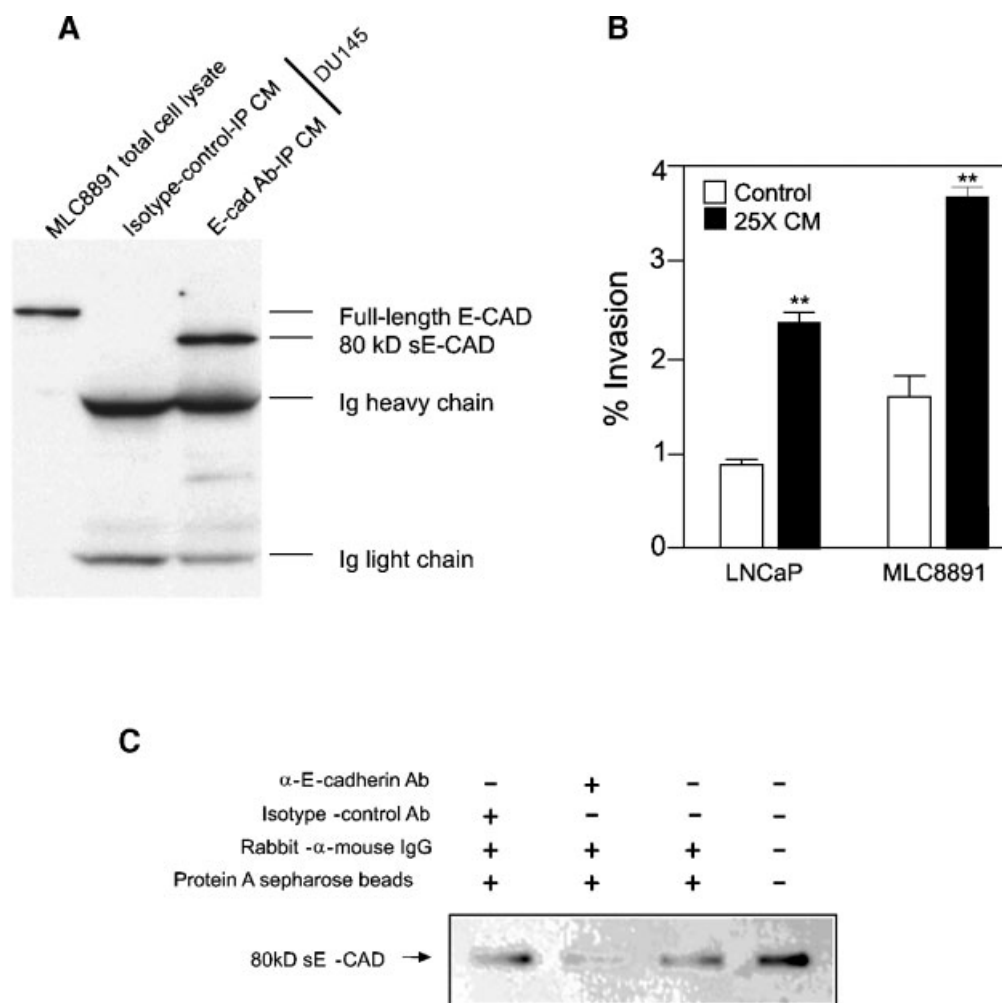 A
MLC8891 total cell lysate
Isotype-control-IP CM
E-cad Ab-IP CM
DU145
Full-length E-CAD
80 kD sE-CAD
Ig heavy chain
Ig light chain
B
% Invasion
4
3
2
1
0
Control
25X CM
**
**
LNCaP
MLC8891
C
α-E-cadherin Ab - + - -
Isotype -control Ab + - - -
Rabbit -α-mouse IgG + + + -
Protein A sepharose beads + + + -
80kD sE -CAD →